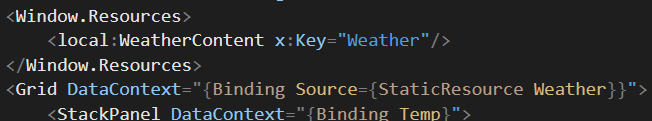 <Window.Resources>
    <local:WeatherContent x:Key="Weather"/>
</Window.Resources>
<Grid DataContext="{Binding Source={StaticResource Weather}}">
    <StackPanel DataContext="{Binding Temp}">